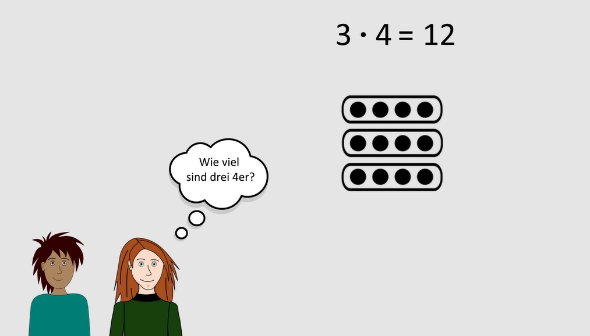 3 · 4 = 12
Wie viel
sind drei 4er?